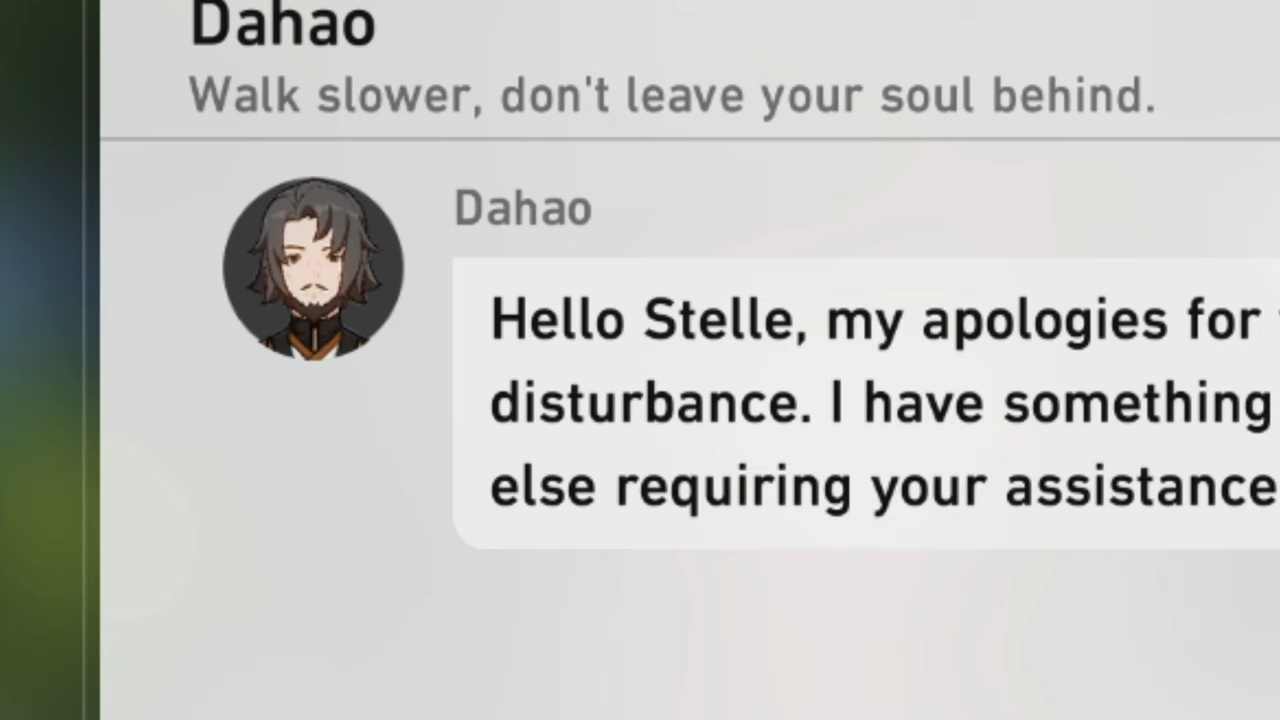 Dahao
Walk slower, don't leave your soul behind.
Dahao
Hello Stelle, my apologies for
disturbance. I have something
else requiring your assistance